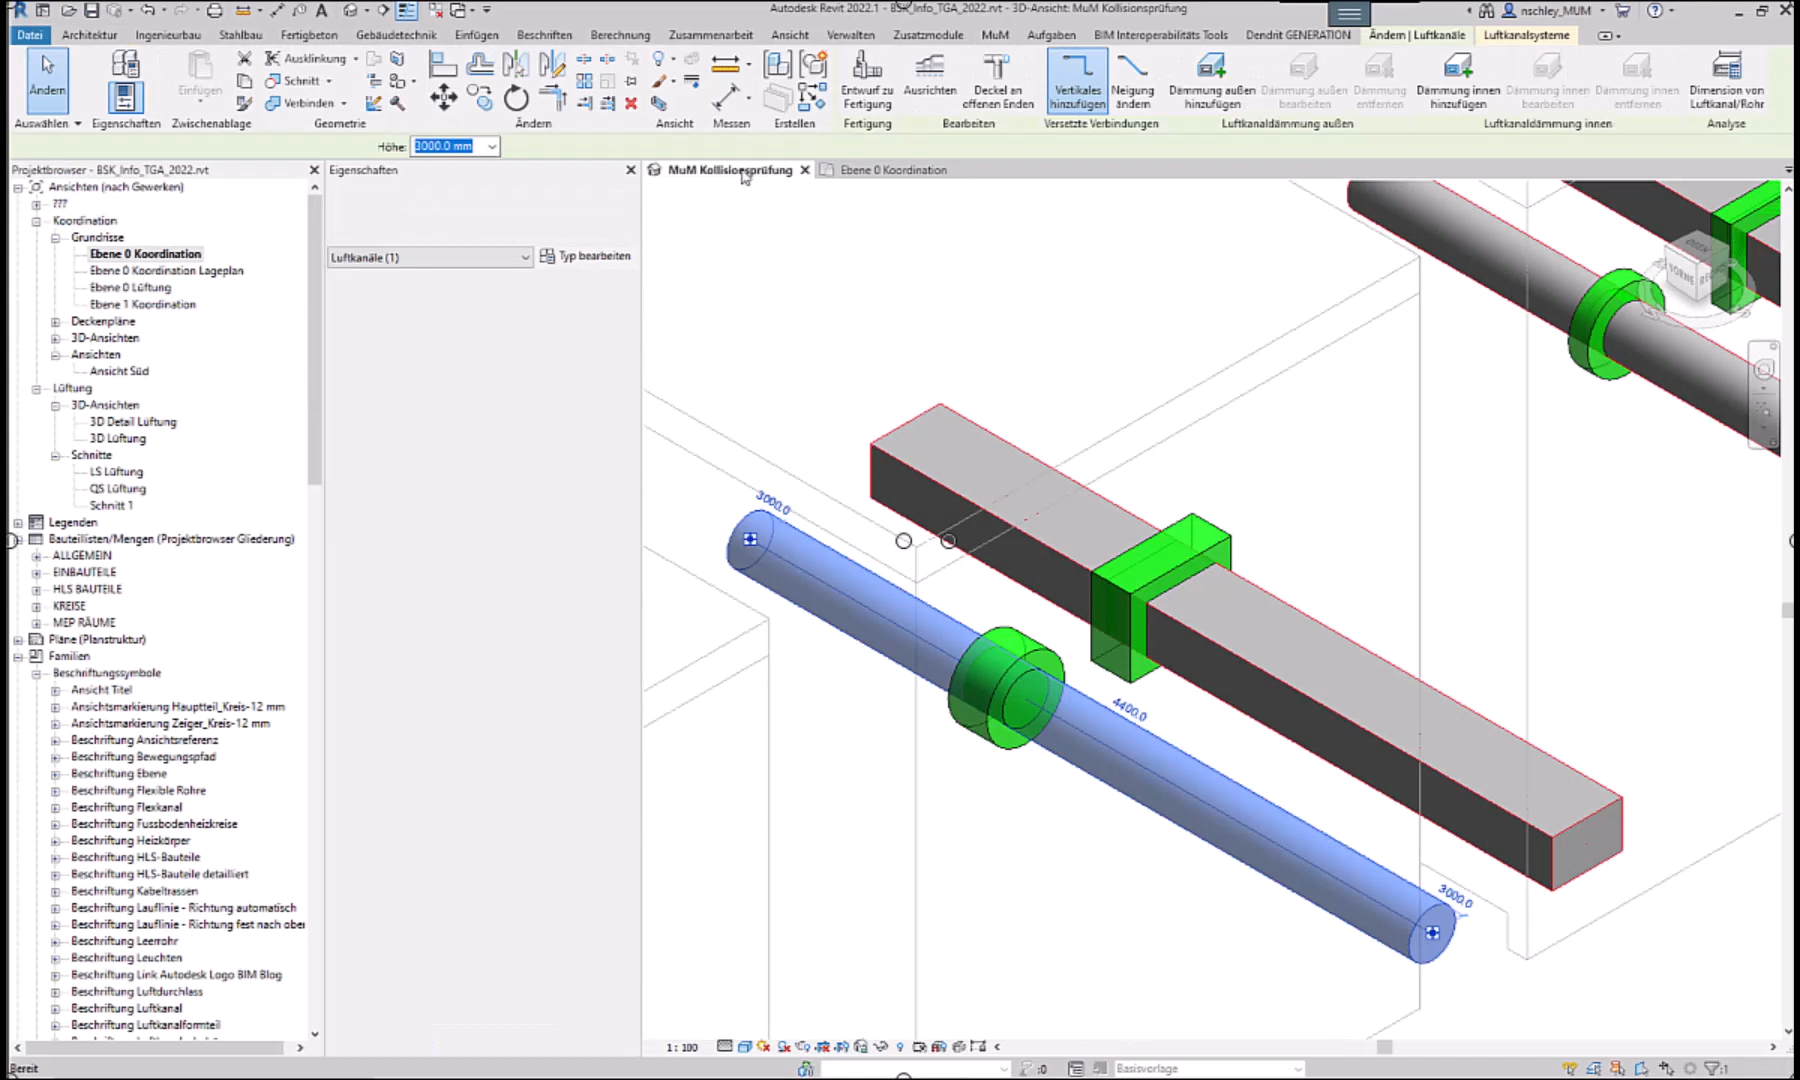 Autodesk Revit 2022.1 - BSK_Info_TGA_2022.rvt - 3D-Ansicht: MuM Kollisionsprüfung
nschley_MUM
Datei Architektur Ingenieurbau Stahlbau Fertigbeton Gebäudetechnik Einfügen Beschriften Berechnung Zusammenarbeit Ansicht Verwalten Zusatzmodule MuM Aufgaben BIM Interoperabilitäts Tools Dendrit GENERATION Ändern | Luftkanäle Luftkanalsysteme
Ändern
Einfügen
Ausklinkung
Schnitt
Verbinden
Entwurf zu Fertigung
Ausrichten
Deckel an offenen Enden
Vertikales hinzufügen
Neigung ändern
Dämmung außen hinzufügen
Dämmung außen bearbeiten
Dämmung entfernen
Dämmung innen hinzufügen
Dämmung innen bearbeiten
Dämmung innen entfernen
Dimension von Luftkanal/Rohr
Auswählen Eigenschaften Zwischenablage Geometrie Ändern Ansicht Messen Erstellen Fertigung Bearbeiten Versetzte Verbindungen Luftkanaldämmung außen Luftkanaldämmung innen Analyse
Höhe: 3000.0 mm
Projektbrowser - BSK_Info_TGA_2022.rvt
Ansichten (nach Gewerken)
???
Koordination
Grundrisse
Ebene 0 Koordination
Ebene 0 Koordination Lageplan
Ebene 0 Lüftung
Ebene 1 Koordination
Deckenpläne
3D-Ansichten
Ansichten
Ansicht Süd
Lüftung
3D-Ansichten
3D Detail Lüftung
3D Lüftung
Schnitte
LS Lüftung
QS Lüftung
Schnitt 1
Legenden
Bauteillisten/Mengen (Projektbrowser Gliederung)
ALLGEMEIN
EINBAUTEILE
HLS BAUTEILE
KREISE
MEP RÄUME
Pläne (Planstruktur)
Familien
Beschriftungssymbole
Ansicht Titel
Ansichtsmarkierung Hauptteil_Kreis-12 mm
Ansichtsmarkierung Zeiger_Kreis-12 mm
Beschriftung Ansichtsreferenz
Beschriftung Bewegungspfad
Beschriftung Ebene
Beschriftung Flexible Rohre
Beschriftung Flexkanal
Beschriftung Fussbodenheizkreise
Beschriftung Heizkörper
Beschriftung HLS-Bauteile
Beschriftung HLS-Bauteile detailliert
Beschriftung Kabeltrassen
Beschriftung Lauflinie - Richtung automatisch
Beschriftung Lauflinie - Richtung fest nach ober
Beschriftung Leerrohr
Beschriftung Leuchten
Beschriftung Link Autodesk Logo BIM Blog
Beschriftung Luftdurchlass
Beschriftung Luftkanal
Beschriftung Luftkanalformteil
Eigenschaften
Luftkanäle (1)
Typ bearbeiten
MuM Kollisionsprüfung
Ebene 0 Koordination
OBEN
VORNE
3000.0
4400.0
3000.0
1 : 100
Bereit
:0
Basisvorlage
:1